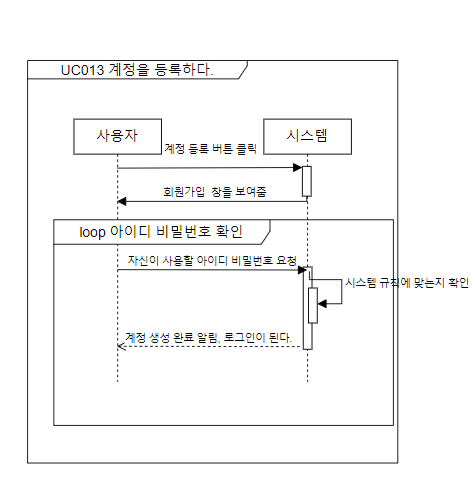 UC013 계정을 등록하다.
사용자
시스템
계정 등록 버튼 클릭
회원가입 창을 보여줌
loop 아이디 비밀번호 확인
자신이 사용할 아이디 비밀번호 요청
시스템 규칙에 맞는지 확인
계정 생성 완료 알림, 로그인이 된다.